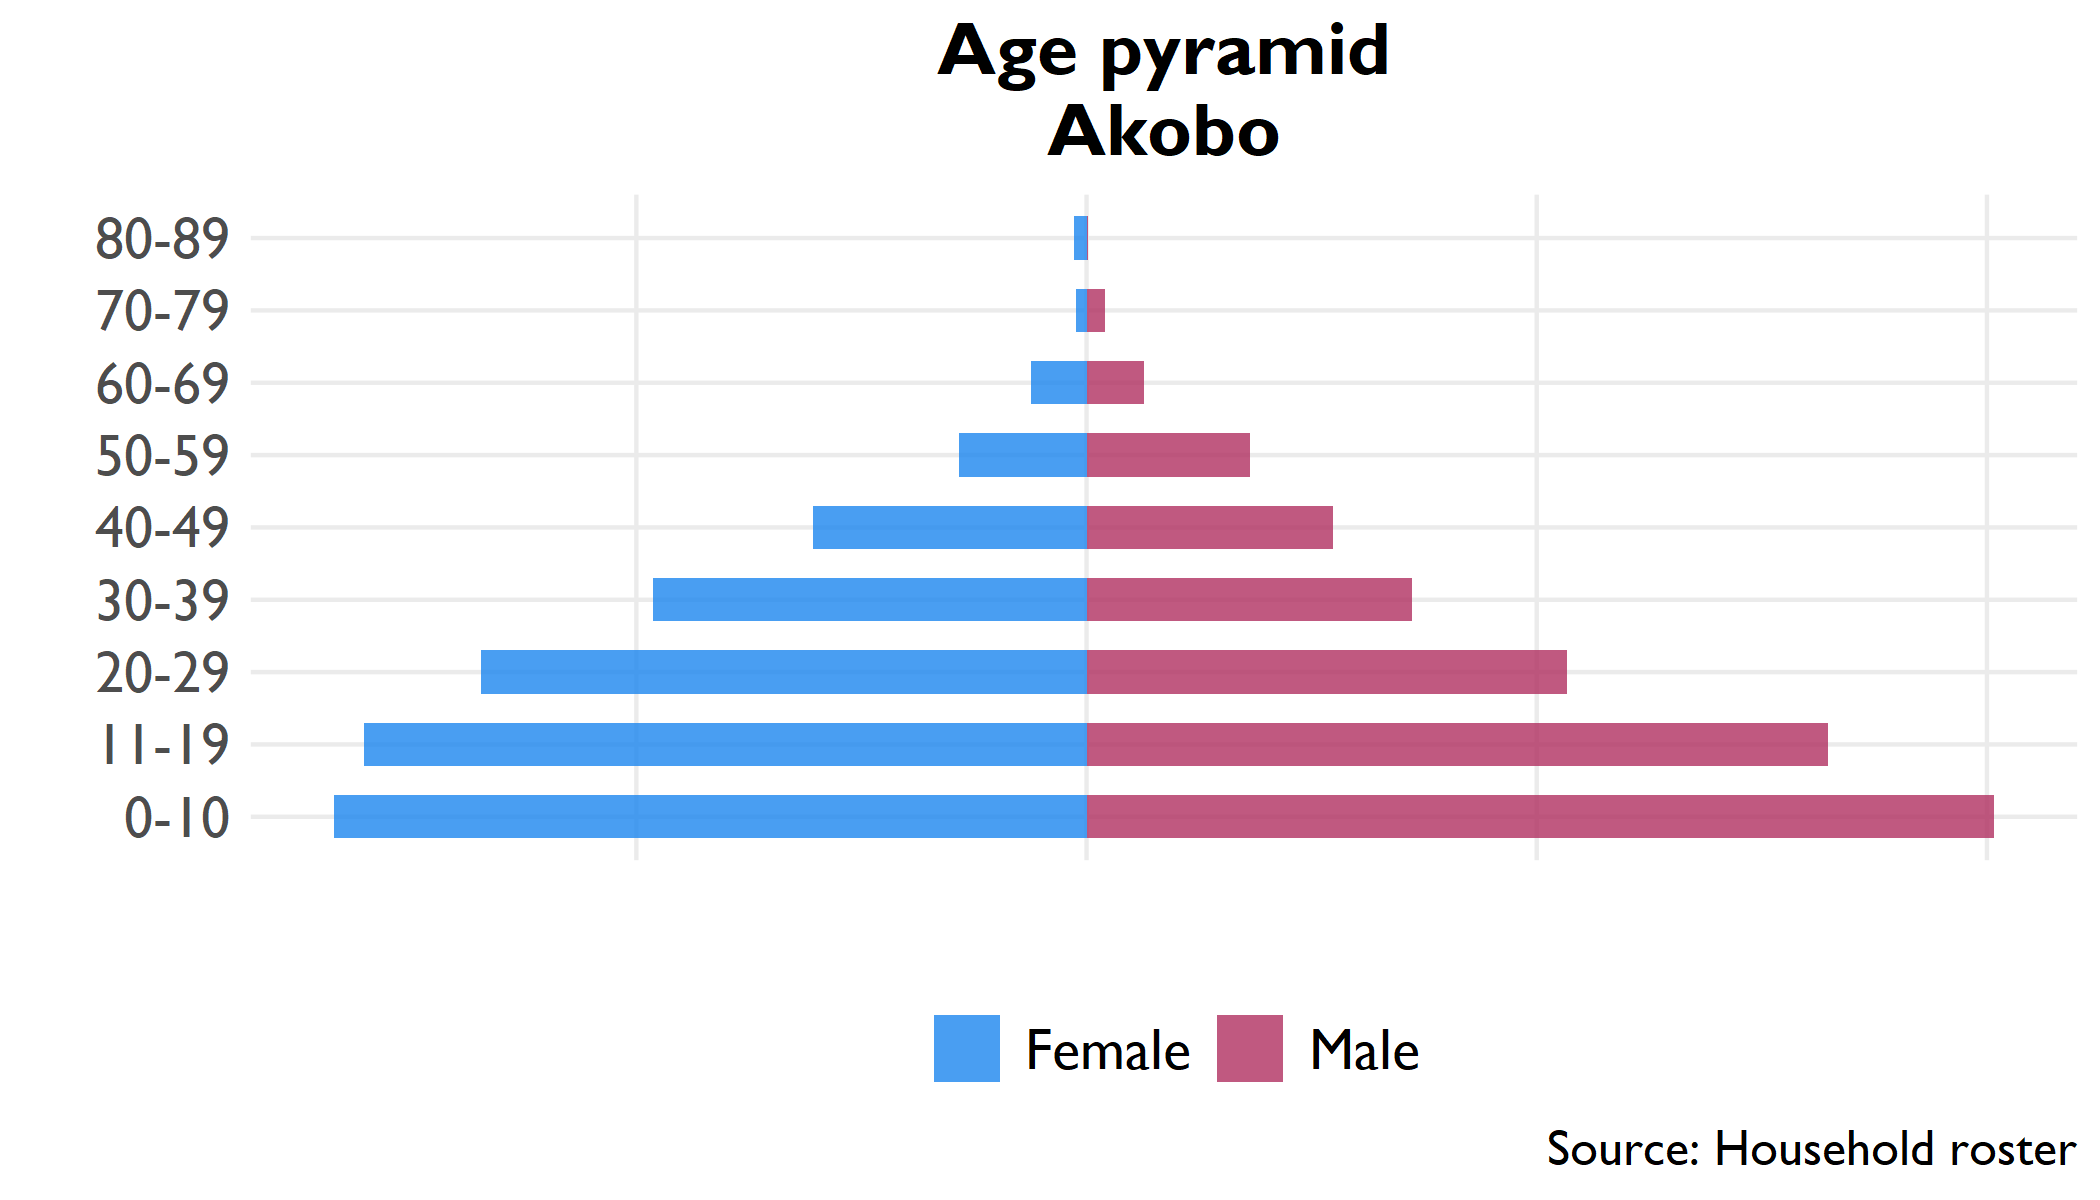 Age pyramid
Akobo
80-89
70-79
60-69
50-59
40-49
30-39
20-29
11-19
0-10
Female Male
Source: Household roster